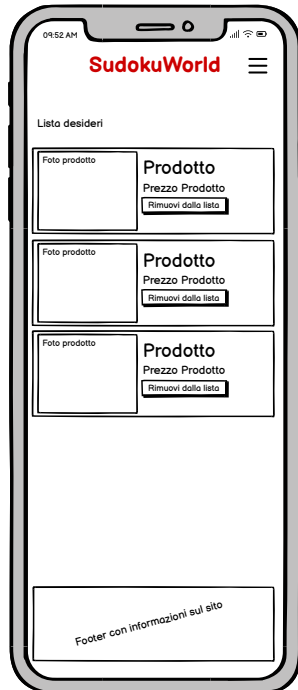 09:52 AM
SudokuWorld
Lista desideri
Foto prodotto
Prodotto
Prezzo Prodotto
Rimuovi dalla lista
Foto prodotto
Prodotto
Prezzo Prodotto
Rimuovi dalla lista
Foto prodotto
Prodotto
Prezzo Prodotto
Rimuovi dalla lista
Footer con informazioni sul sito